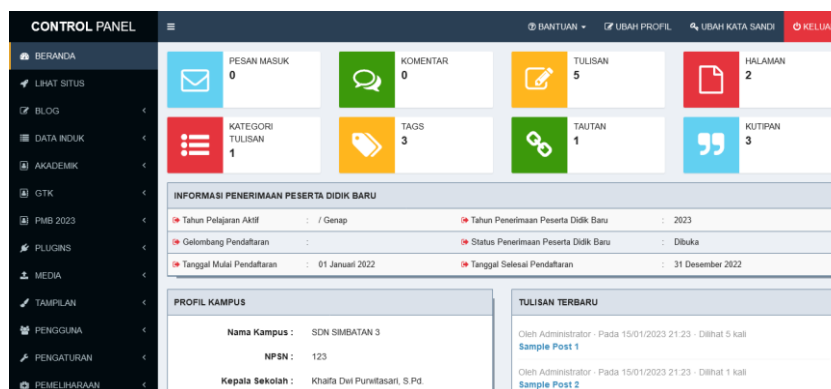 CONTROL PANEL
BANTUAN
UBAH PROFIL
UBAH KATA SANDI
KELUA
BERANDA
LIHAT SITUS
BLOG
DATA INDUK
AKADEMIK
GTK
PMB 2023
PLUGINS
MEDIA
TAMPILAN
PENGGUNA
PENGATURAN
PEMELIHARAAN
PESAN MASUK
0
KOMENTAR
0
TULISAN
5
HALAMAN
2
KATEGORI
TULISAN
1
TAGS
3
TAUTAN
1
KUTIPAN
3
INFORMASI PENERIMAAN PESERTA DIDIK BARU
Tahun Pelajaran Aktif : / Genap
Tahun Penerimaan Peserta Didik Baru : 2023
Gelombang Pendaftaran :
Status Penerimaan Peserta Didik Baru : Dibuka
Tanggal Mulai Pendaftaran : 01 Januari 2022
Tanggal Selesai Pendaftaran : 31 Desember 2022
PROFIL KAMPUS
Nama Kampus : SDN SIMBATAN 3
NPSN : 123
Kepala Sekolah : Khaifa Dwi Purwitasari, S.Pd.
TULISAN TERBARU
Oleh Administrator - Pada 15/01/2023 21:23 - Dilihat 5 kali
Sample Post 1
Oleh Administrator - Pada 15/01/2023 21:23 - Dilihat 1 kali
Sample Post 2